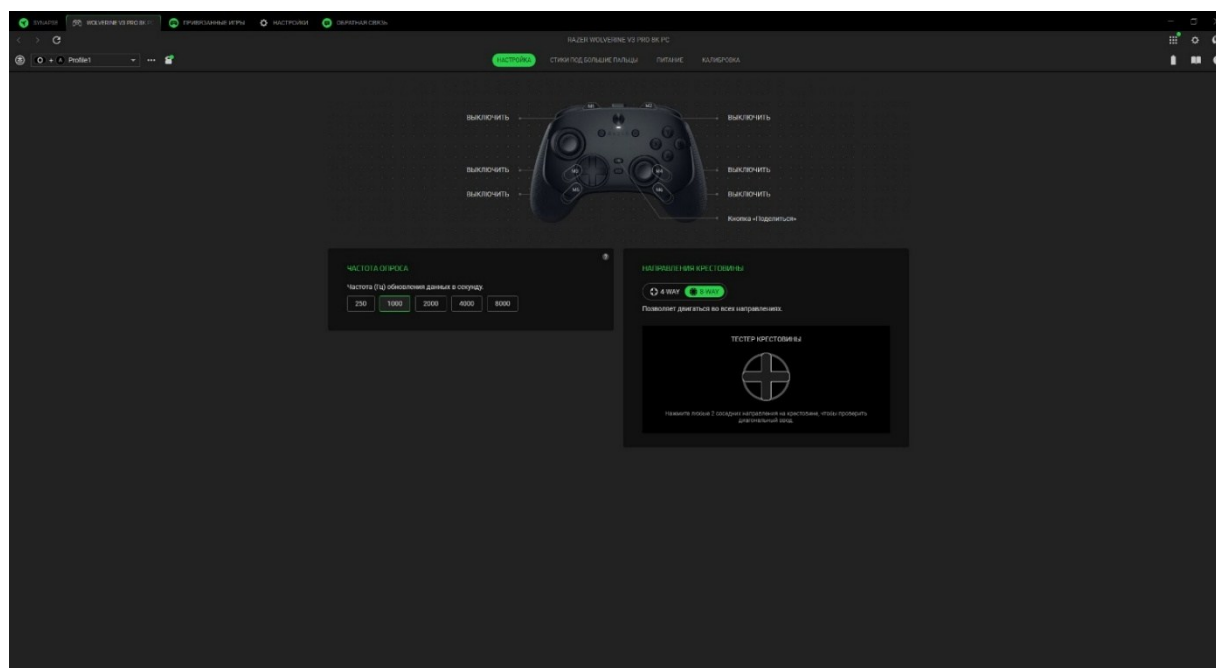 SYNAPSE WOLVERINE V3 PRO 8K PC ПРИВЯЗАННЫЕ ИГРЫ НАСТРОЙКИ ОБРАТНАЯ СВЯЗЬ
RAZER WOLVERINE V3 PRO 8K PC
Profile1
НАСТРОЙКА СТИКИ ПОД БОЛЬШИЕ ПАЛЬЦЫ ПИТАНИЕ КАЛИБРОВКА
M1 M2
ВЫКЛЮЧИТЬ ВЫКЛЮЧИТЬ
ВЫКЛЮЧИТЬ ВЫКЛЮЧИТЬ
ВЫКЛЮЧИТЬ ВЫКЛЮЧИТЬ
Кнопка «Поделиться»
ЧАСТОТА ОПРОСА
Частота (Гц) обновления данных в секунду.
250 1000 2000 4000 8000
НАПРАВЛЕНИЯ КРЕСТОВИНЫ
4-WAY 8-WAY
Позволяет двигаться во всех направлениях.
ТЕСТЕР КРЕСТОВИНЫ
Нажмите любые 2 соседних направления на крестовине, чтобы проверить
диагональный ввод.